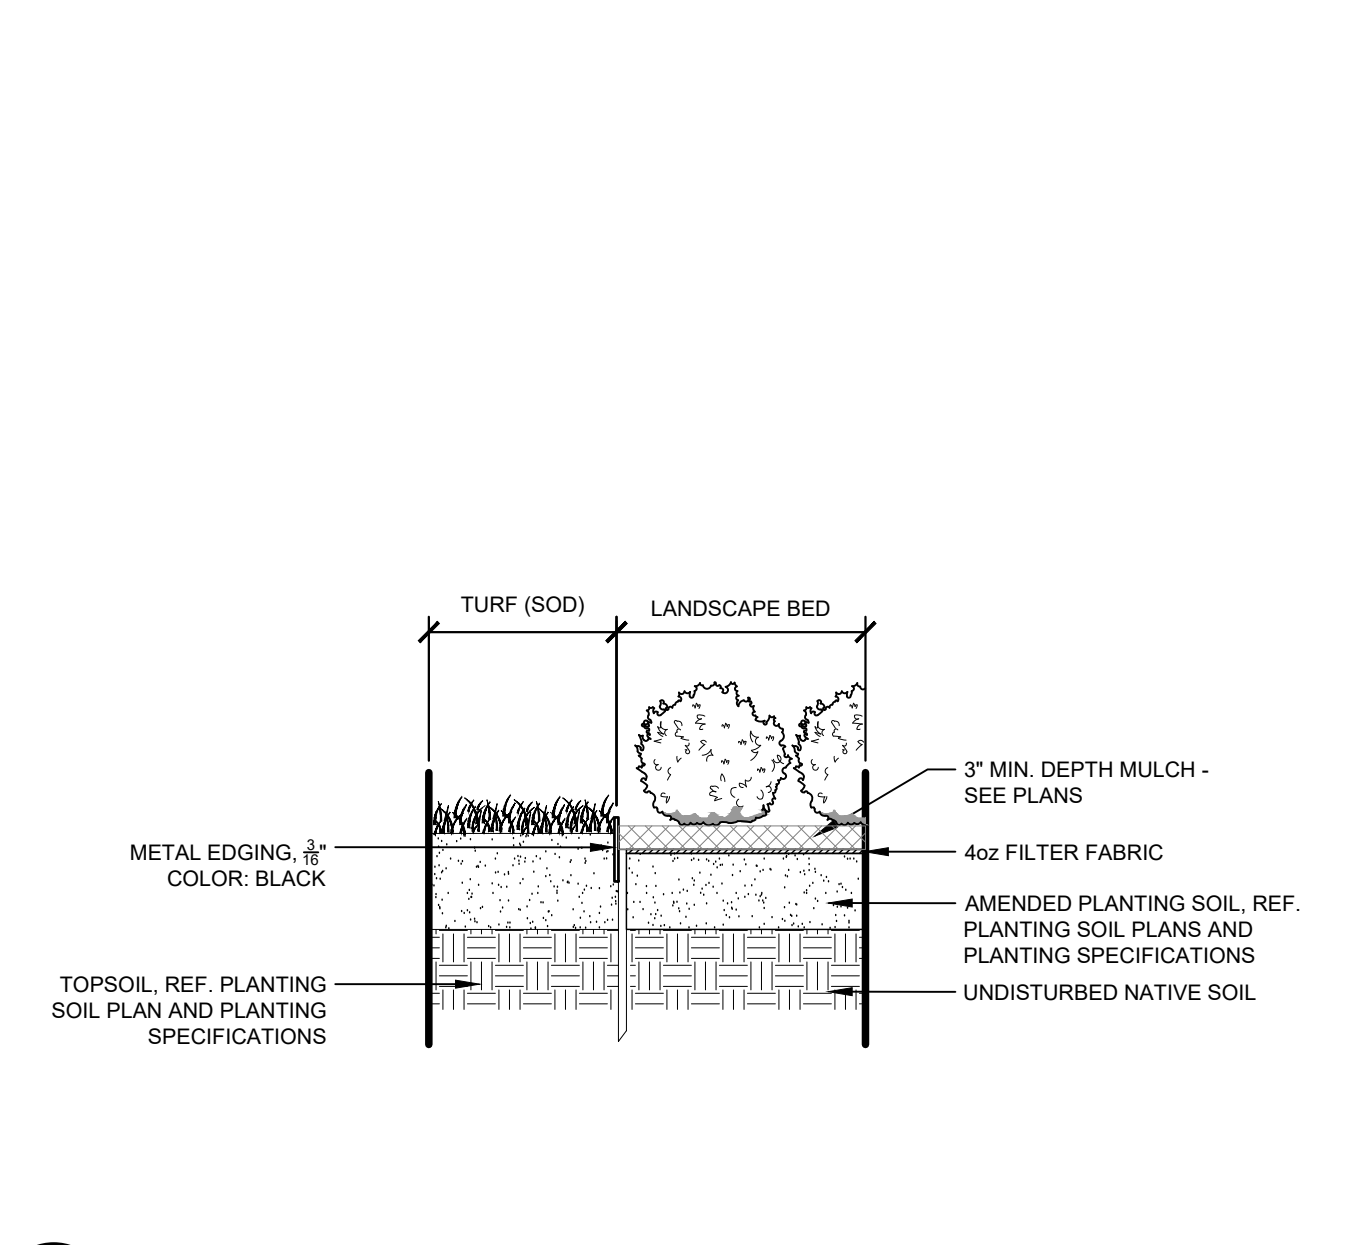 TURF (SOD)
LANDSCAPE BED
3" MIN. DEPTH MULCH -
SEE PLANS
METAL EDGING, 3/16"
COLOR: BLACK
4oz FILTER FABRIC
AMENDED PLANTING SOIL, REF.
PLANTING SOIL PLANS AND
PLANTING SPECIFICATIONS
TOPSOIL, REF. PLANTING
SOIL PLAN AND PLANTING
SPECIFICATIONS
UNDISTURBED NATIVE SOIL